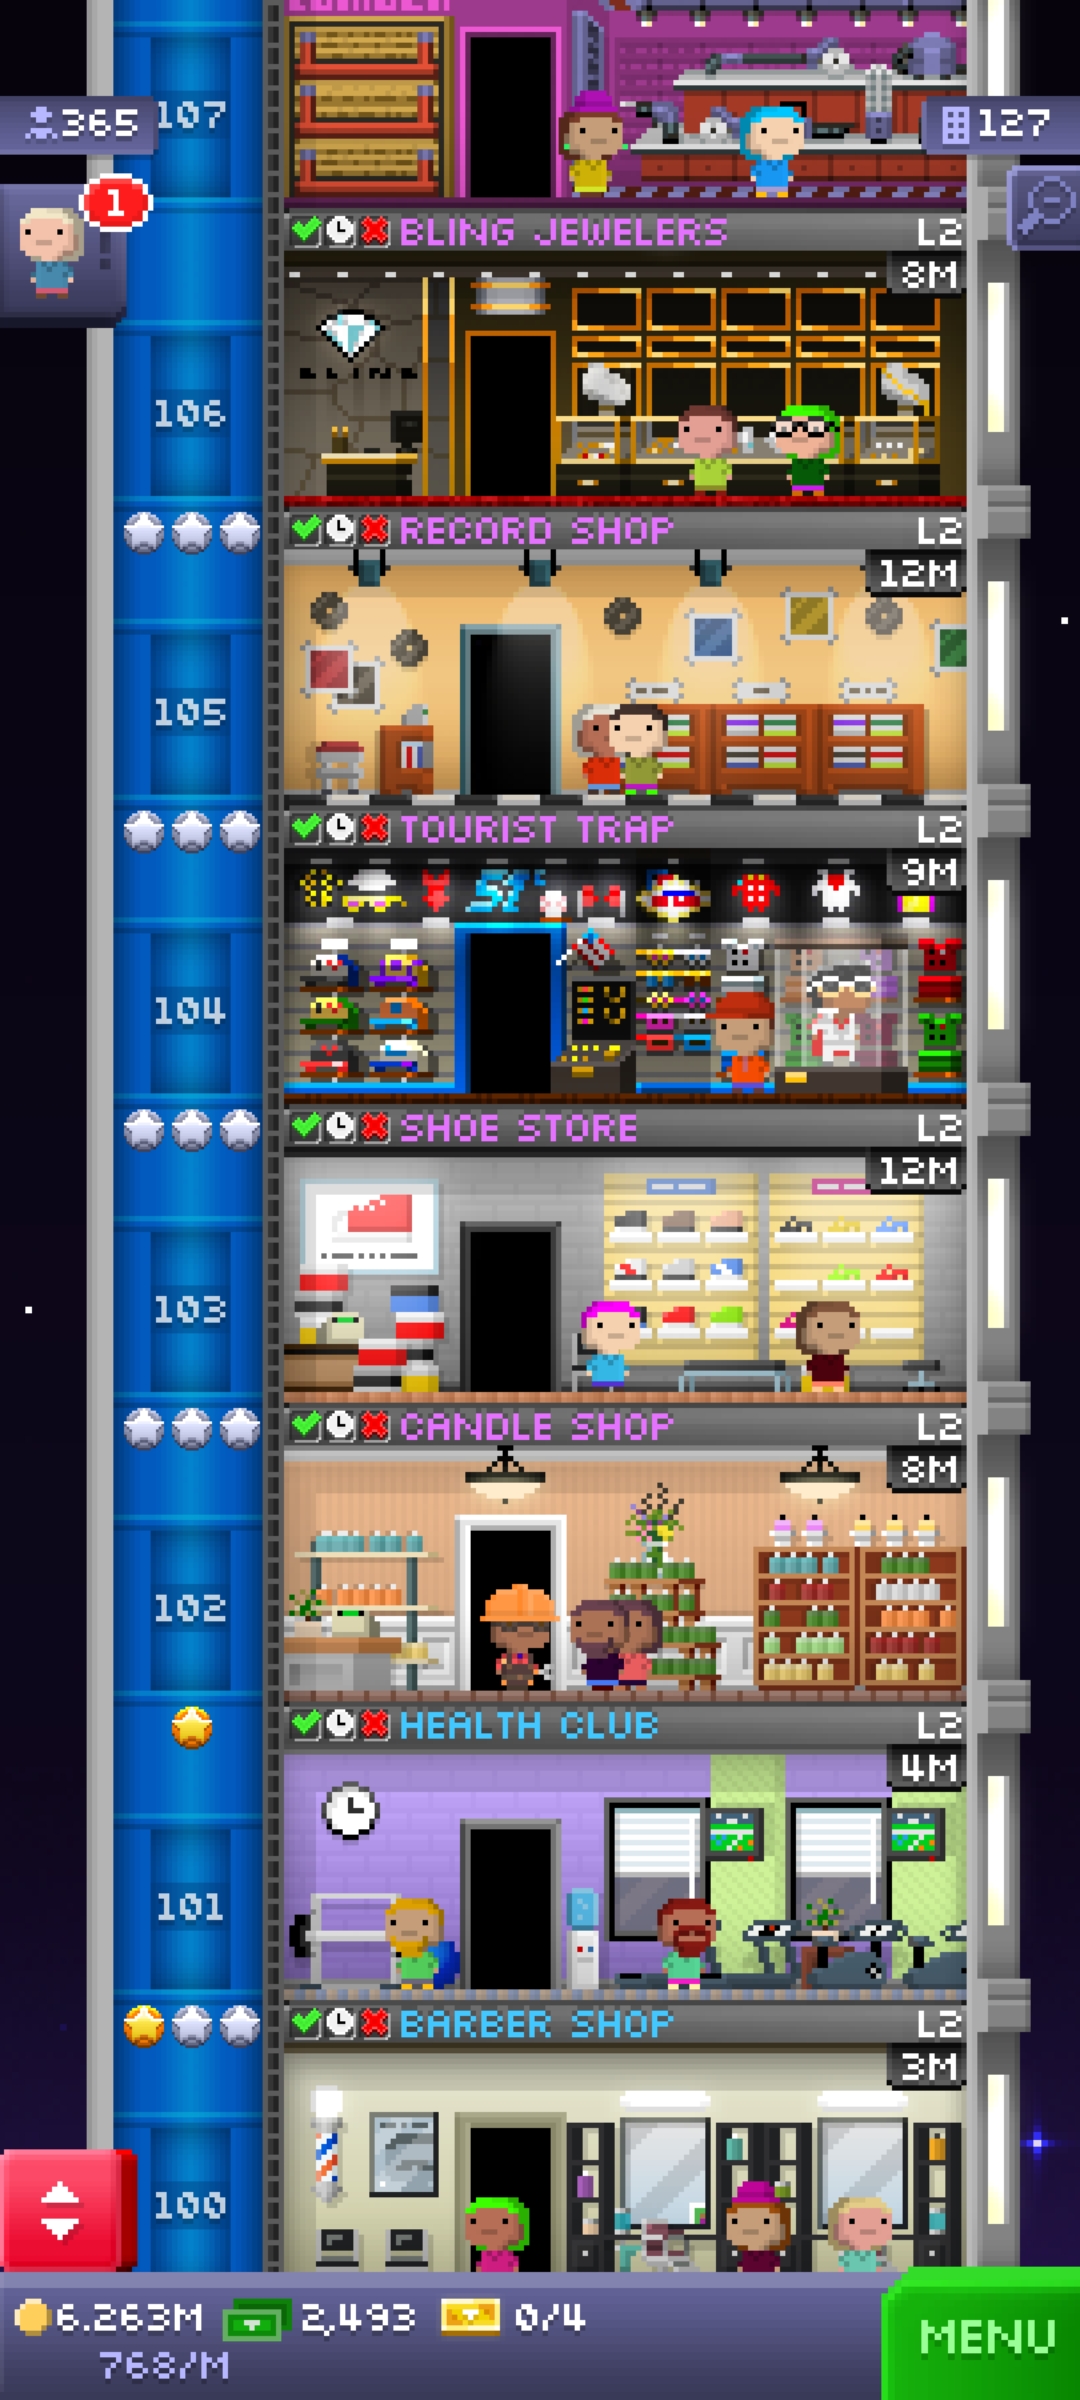 107
365
127
1
BLING JEWELERS L2
8M
BLING
106
RECORD SHOP L2
12M
105
TOURIST TRAP L2
9M
104
SHOE STORE L2
12M
103
CANDLE SHOP L2
8M
102
HEALTH CLUB L2
4M
101
BARBER SHOP L2
3M
100
6.263M 2,493 0/4
768/M
MENU